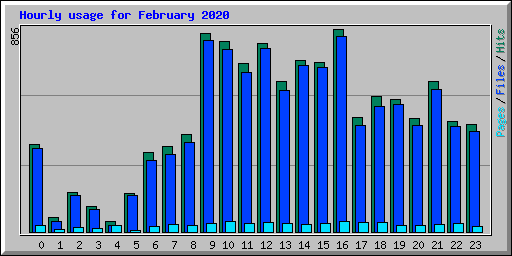 Hourly usage for February 2020
856
Pages / Files / Hits
0 1 2 3 4 5 6 7 8 9 10 11 12 13 14 15 16 17 18 19 20 21 22 23